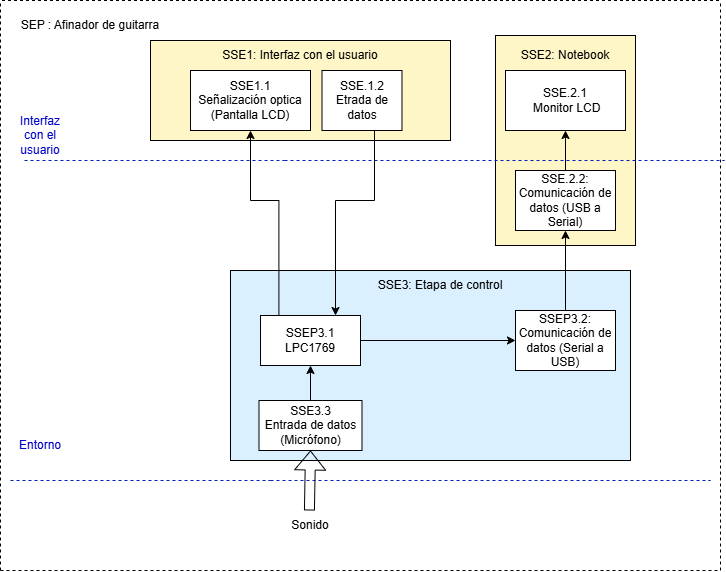 SEP : Afinador de guitarra
SSE1: Interfaz con el usuario
SSE1.1
Señalización optica
(Pantalla LCD)
SSE.1.2
Etrada de
datos
SSE2: Notebook
SSE.2.1
Monitor LCD
Interfaz
con el
usuario
SSE.2.2:
Comunicación de
datos (USB a
Serial)
SSE3: Etapa de control
SSEP3.1
LPC1769
SSEP3.2:
Comunicación de
datos (Serial a
USB)
SSE3.3
Entrada de datos
(Micrófono)
Entorno
Sonido